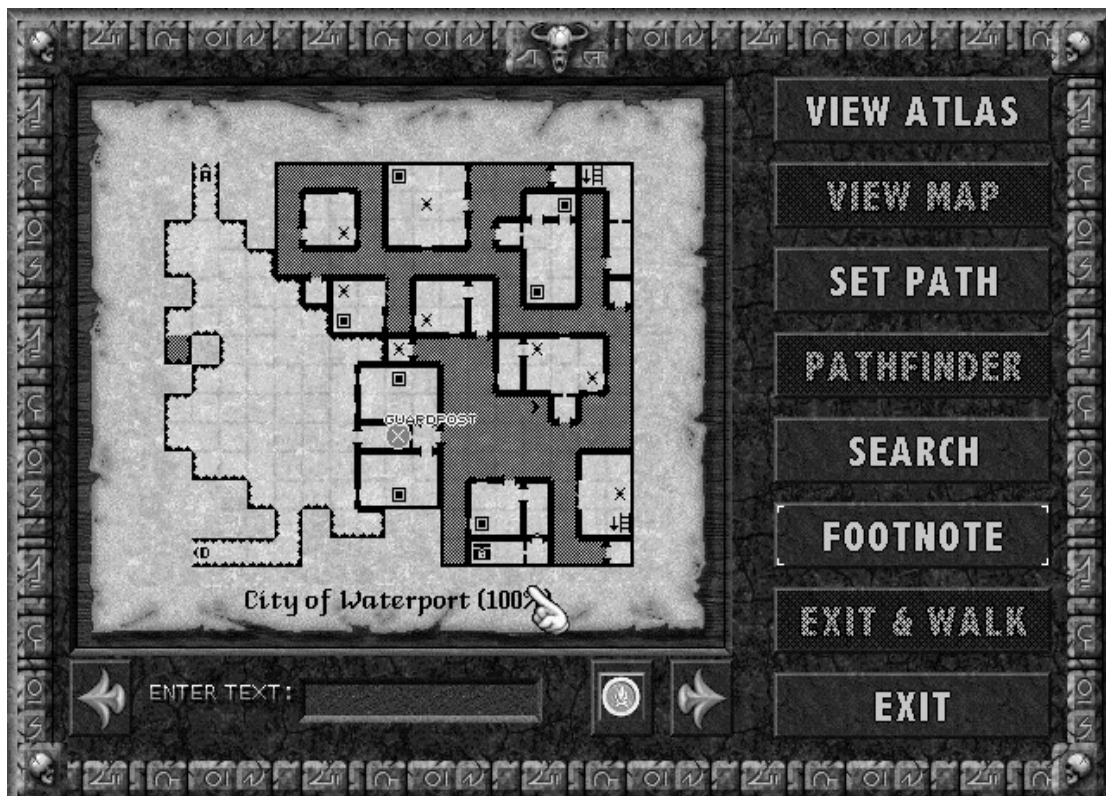 VIEW ATLAS
VIEW MAP
SET PATH
PATHFINDER
SEARCH
FOOTNOTE
EXIT & WALK
EXIT
A
GUARDPOST
D
City of Waterport (100%)
ENTER TEXT: